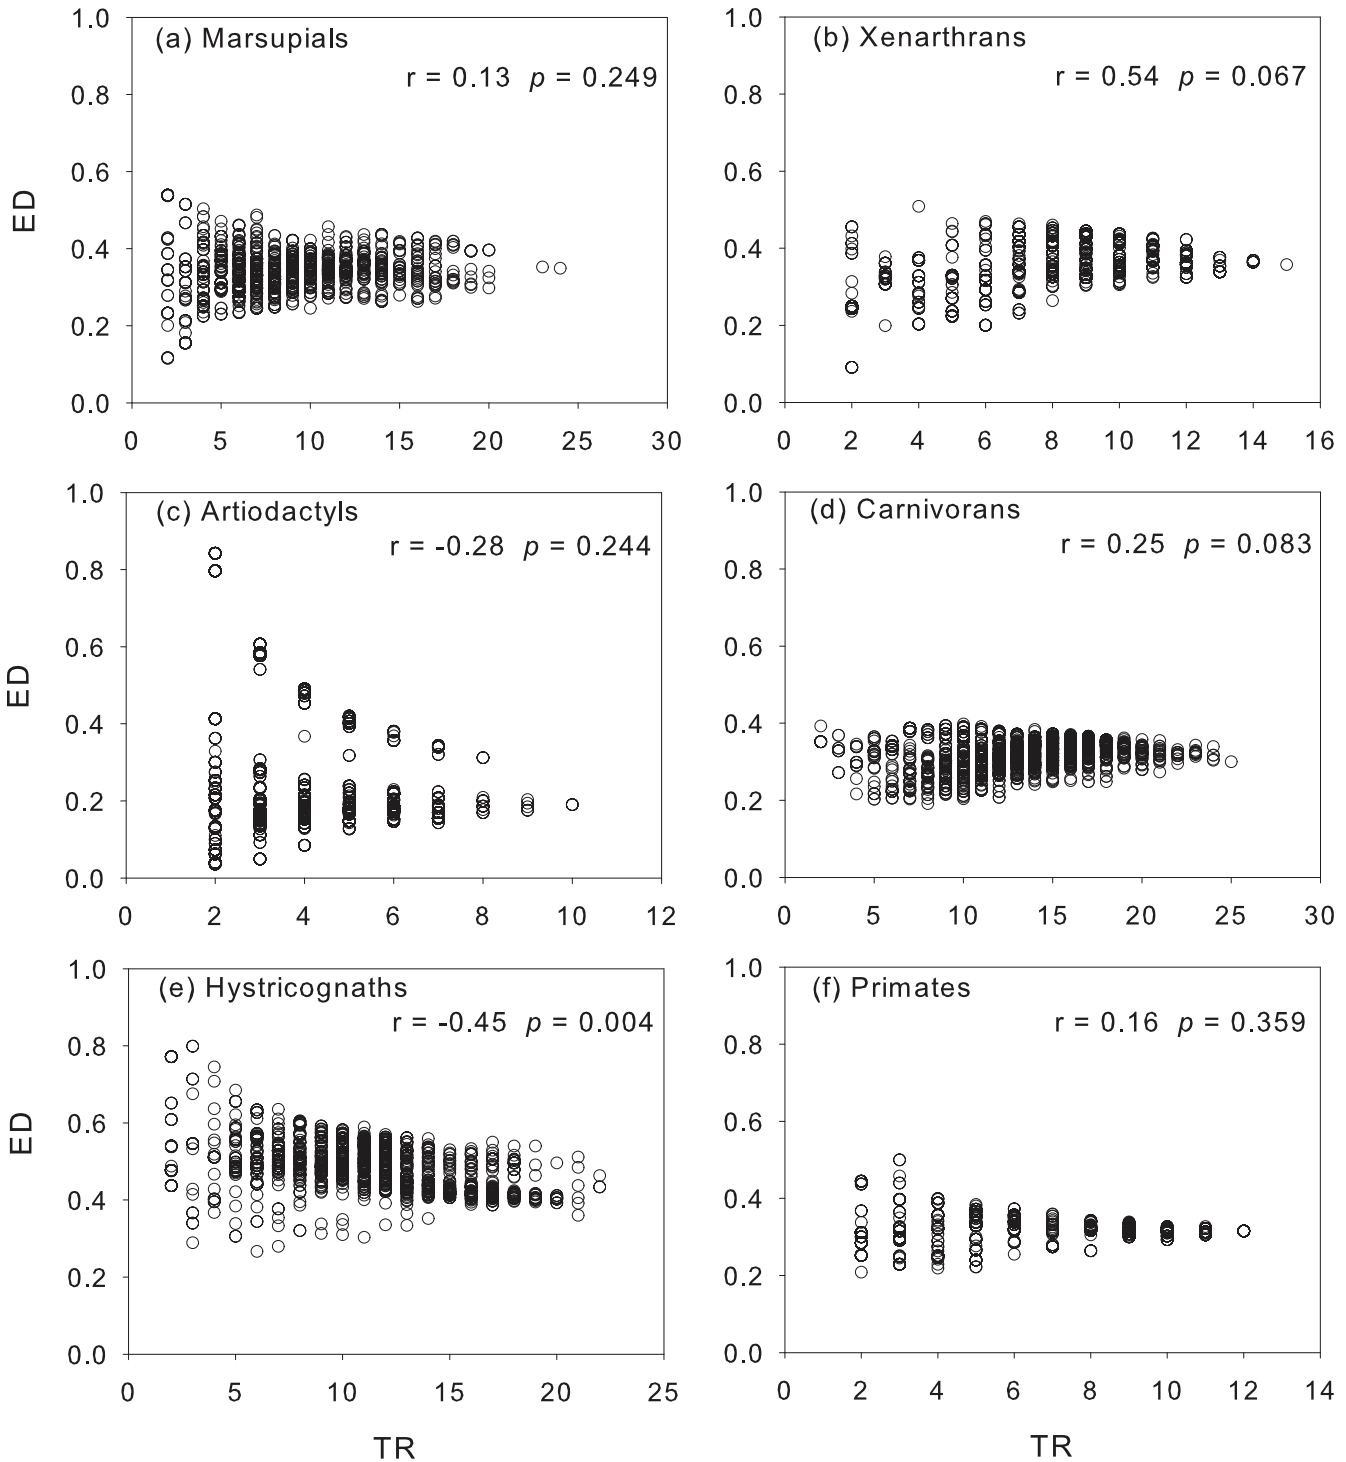 (a) Marsupials
r = 0.13 p = 0.249
ED
1.0
0.8
0.6
0.4
0.2
0.0
0 5 10 15 20 25 30
(b) Xenarthrans
r = 0.54 p = 0.067
1.0
0.8
0.6
0.4
0.2
0.0
0 2 4 6 8 10 12 14 16
(c) Artiodactyls
r = -0.28 p = 0.244
ED
1.0
0.8
0.6
0.4
0.2
0.0
0 2 4 6 8 10 12
(d) Carnivorans
r = 0.25 p = 0.083
1.0
0.8
0.6
0.4
0.2
0.0
0 5 10 15 20 25 30
(e) Hystricognaths
r = -0.45 p = 0.004
ED
1.0
0.8
0.6
0.4
0.2
0.0
0 5 10 15 20 25
TR
(f) Primates
r = 0.16 p = 0.359
1.0
0.8
0.6
0.4
0.2
0.0
0 2 4 6 8 10 12 14
TR